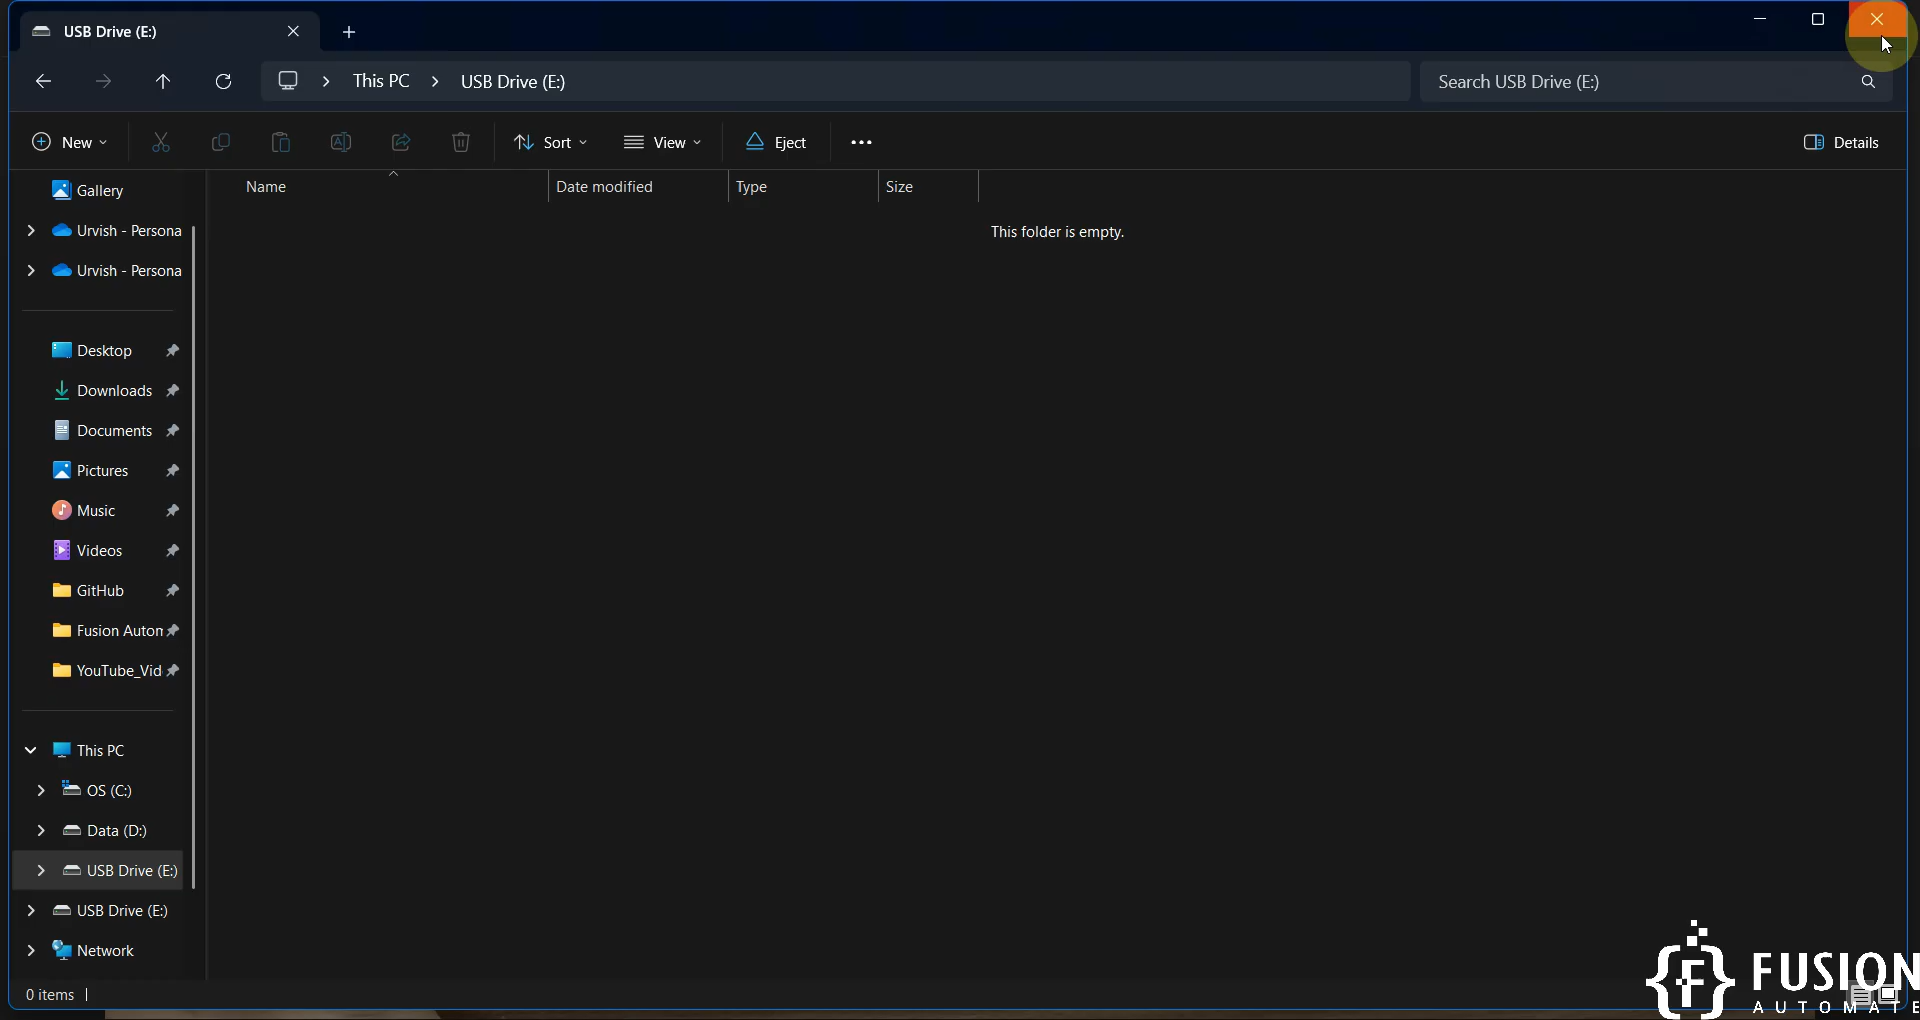 USB Drive (E:)
This PC
USB Drive (E:)
Search USB Drive (E:)
New
Sort
View
Eject
Details
Name
Date modified
Type
Size
This folder is empty.
Gallery
Urvish - Persona
Urvish - Persona
Desktop
Downloads
Documents
Pictures
Music
Videos
GitHub
Fusion Autom
YouTube_Vid
This PC
OS (C:)
Data (D:)
USB Drive (E:)
USB Drive (E:)
Network
0 items
FUSION
AUTOMATE